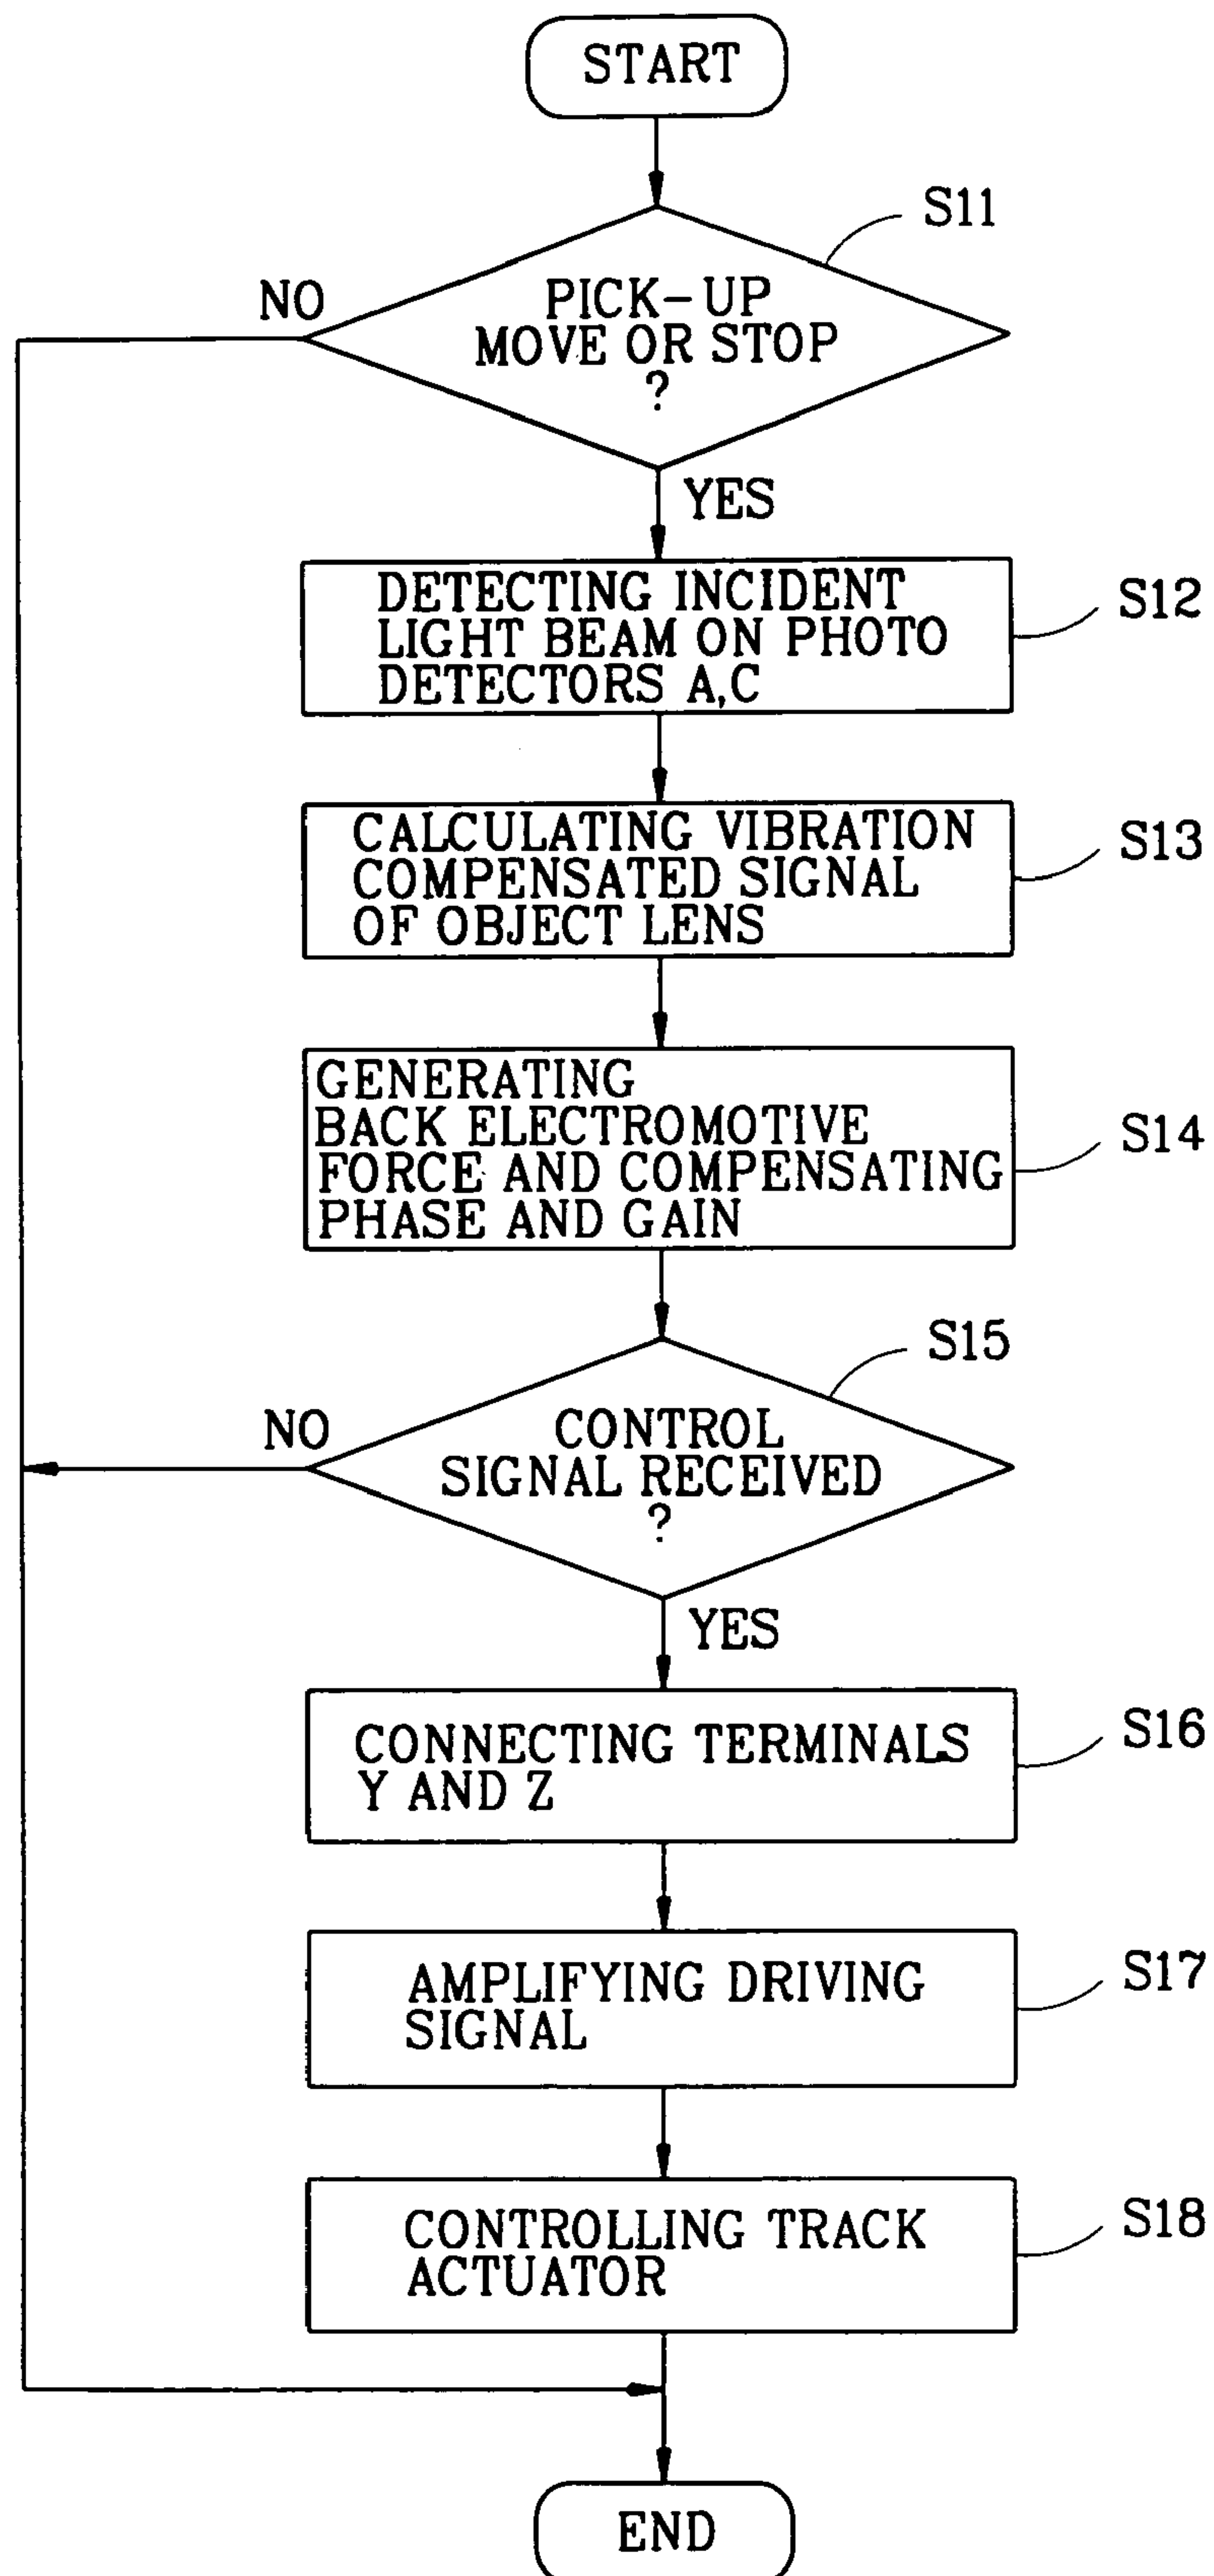 START
S11
NO
PICK-UP
MOVE OR STOP
?
YES
DETECTING INCIDENT
LIGHT BEAM ON PHOTO
DETECTORS A,C
S12
CALCULATING VIBRATION
COMPENSATED SIGNAL
OF OBJECT LENS
S13
GENERATING
BACK ELECTROMOTIVE
FORCE AND COMPENSATING
PHASE AND GAIN
S14
S15
NO
CONTROL
SIGNAL RECEIVED
?
YES
CONNECTING TERMINALS
Y AND Z
S16
AMPLIFYING DRIVING
SIGNAL
S17
CONTROLLING TRACK
ACTUATOR
S18
END